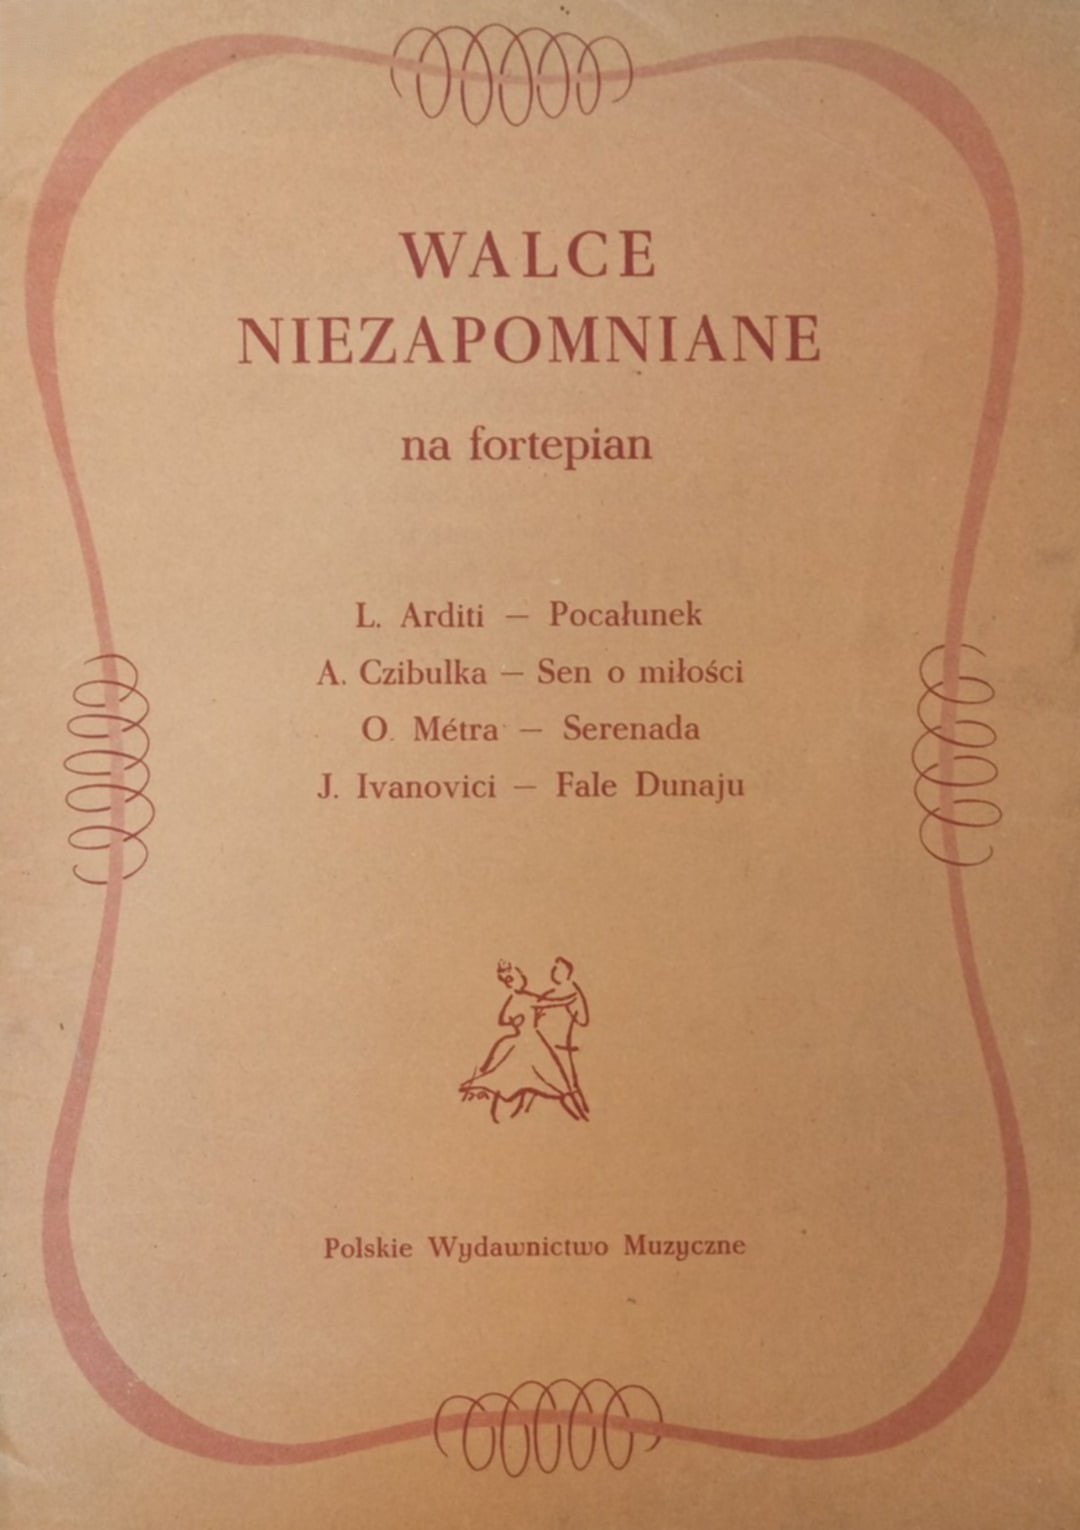 WALCE
NIEZAPOMNIANE
na fortepian
L. Arditi — Pocałunek
A. Czibulka — Sen o miłości
O. Métra — Serenada
J. Ivanovici — Fale Dunaju
Polskie Wydawnictwo Muzyczne